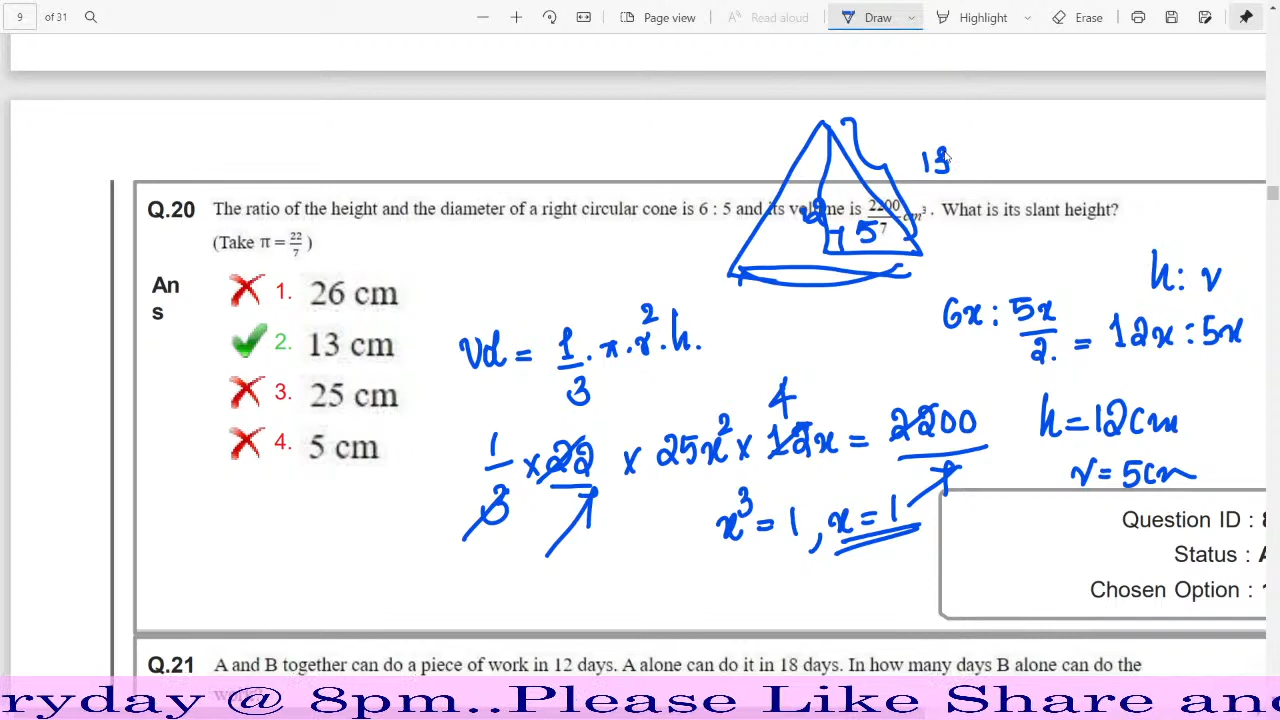 9 of 31 Page view Read aloud Draw Highlight Erase
13
Q.20 The ratio of the height and the diameter of a right circular cone is 6 : 5 and its volume is 2200/7 cm³. What is its slant height?
12
5
(Take π = 22/7)
Ans
1. 26 cm
2. 13 cm
3. 25 cm
4. 5 cm
h : r
6x : 5x/2 = 12x : 5x
Vol = 1/3 . π . r² . h.
4
1/3 × 22/7 × 25x² × 12x = 2200/7
h = 12cm
r = 5cm
x³ = 1 , x = 1
Question ID : 8
Status : A
Chosen Option : 1
Q.21 A and B together can do a piece of work in 12 days. A alone can do it in 18 days. In how many days B alone can do the
eryday @ 8pm..Please Like Share and